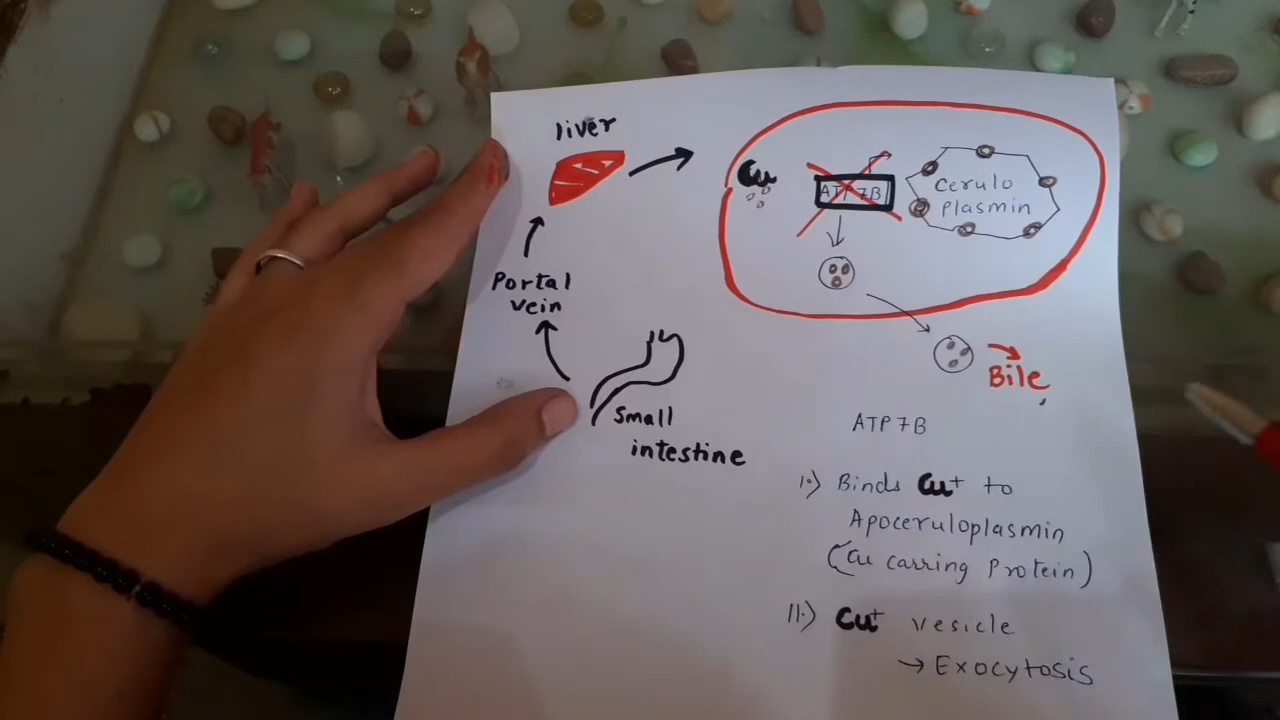 liver
Cu
ATP7B
Cerulo
plasmin
Portal
vein
Bile
Small
intestine
ATP7B
I.) Binds Cu+ to
Apoceruloplasmin
(Cu carring Protein)
II.) Cu+ vesicle
→ Exocytosis